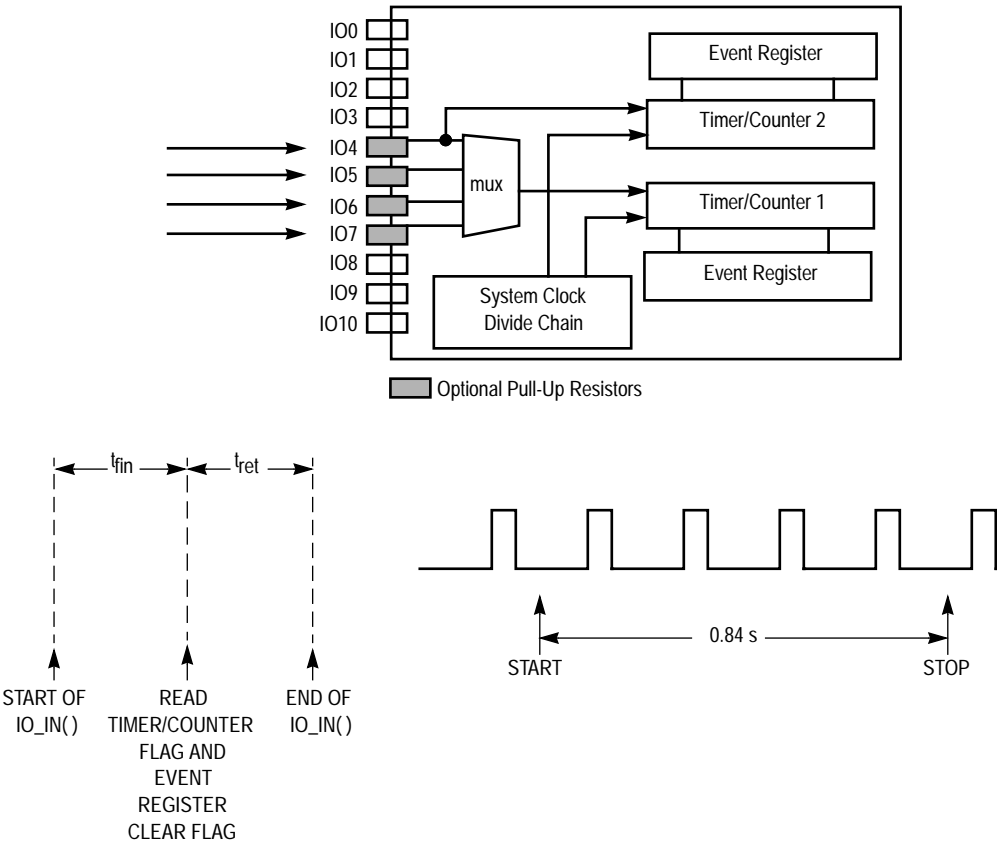 IO0
IO1
IO2
IO3
IO4
IO5
IO6
IO7
IO8
IO9
IO10
mux
Event Register
Timer/Counter 2
Timer/Counter 1
Event Register
System Clock
Divide Chain
Optional Pull-Up Resistors
tfin
tret
START OF
IO_IN( )
READ
TIMER/COUNTER
FLAG AND
EVENT
REGISTER
CLEAR FLAG
END OF
IO_IN( )
0.84 s
START
STOP